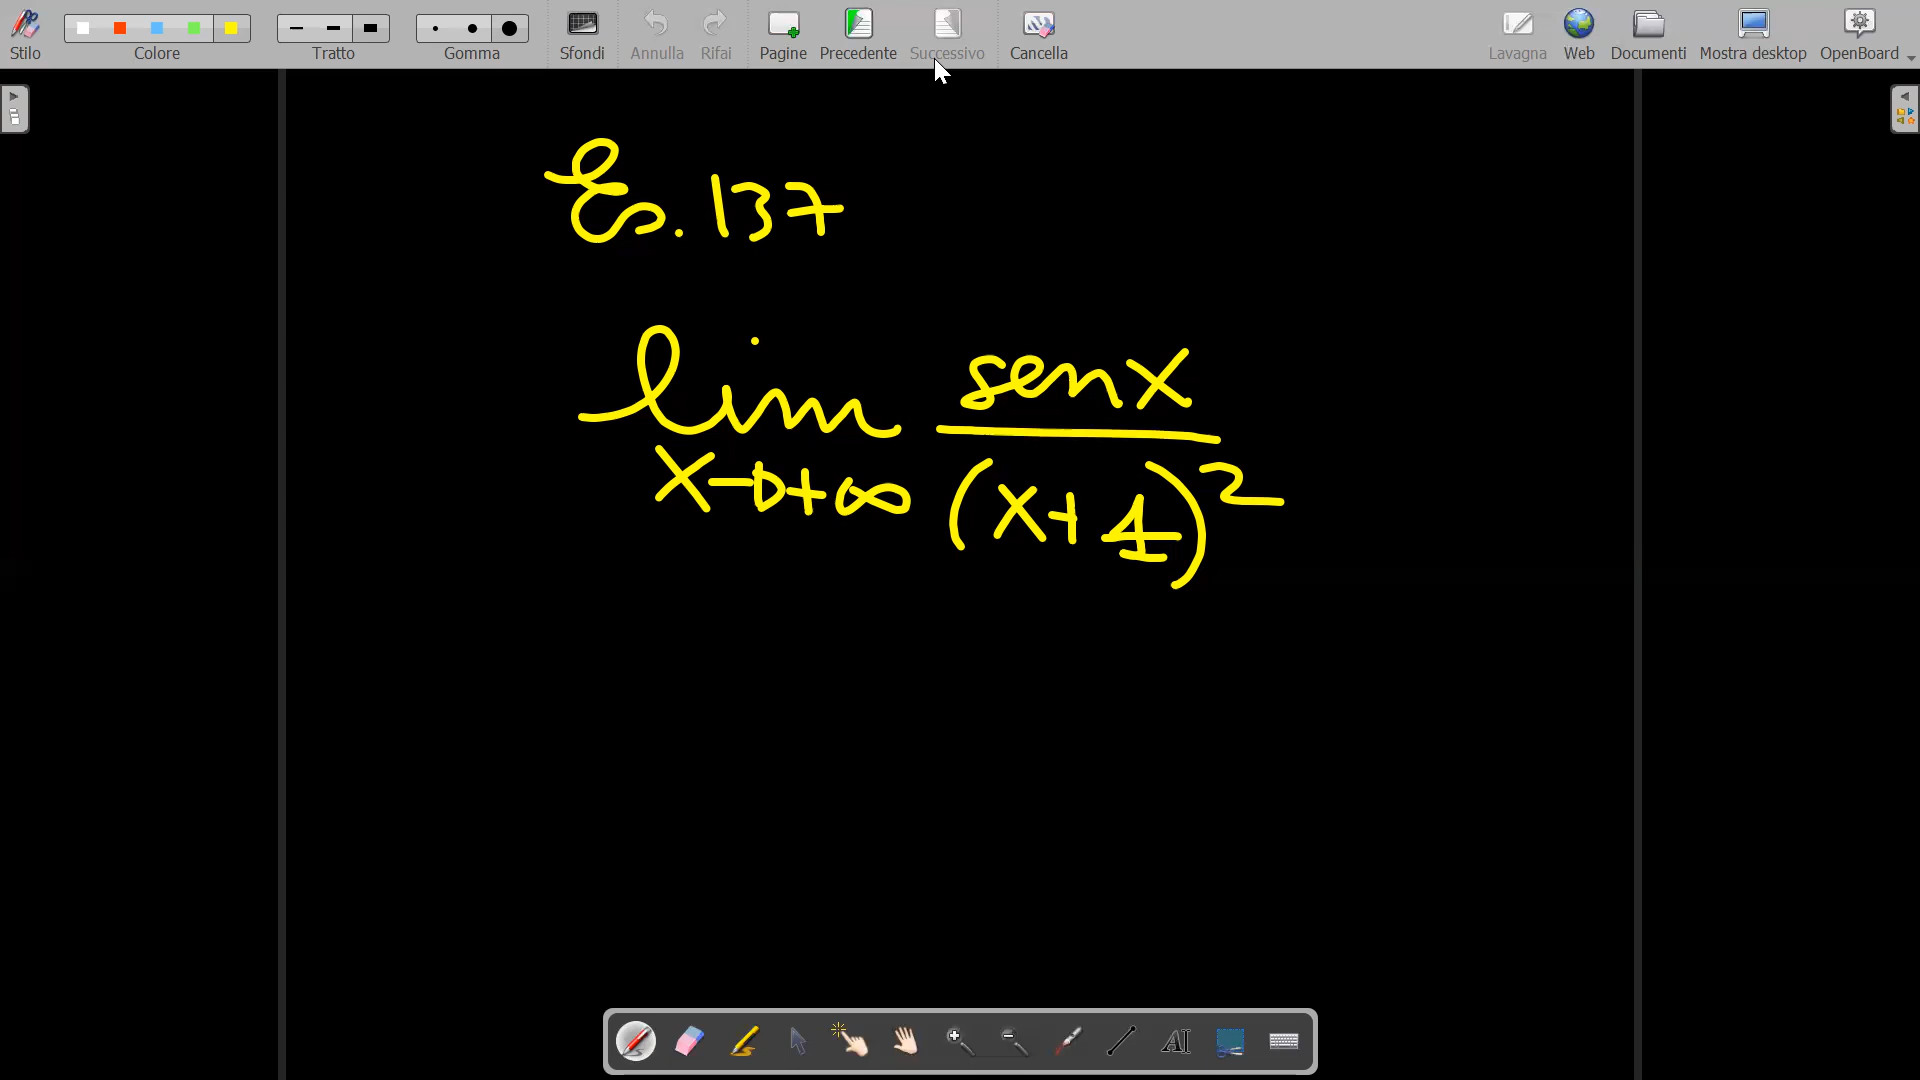 Stilo Colore Tratto Gomma Sfondi Annulla Rifai Pagine Precedente Successivo Cancella Lavagna Web Documenti Mostra desktop OpenBoard
Es. 137
lim senx
x→+∞ (x+1)²
AI